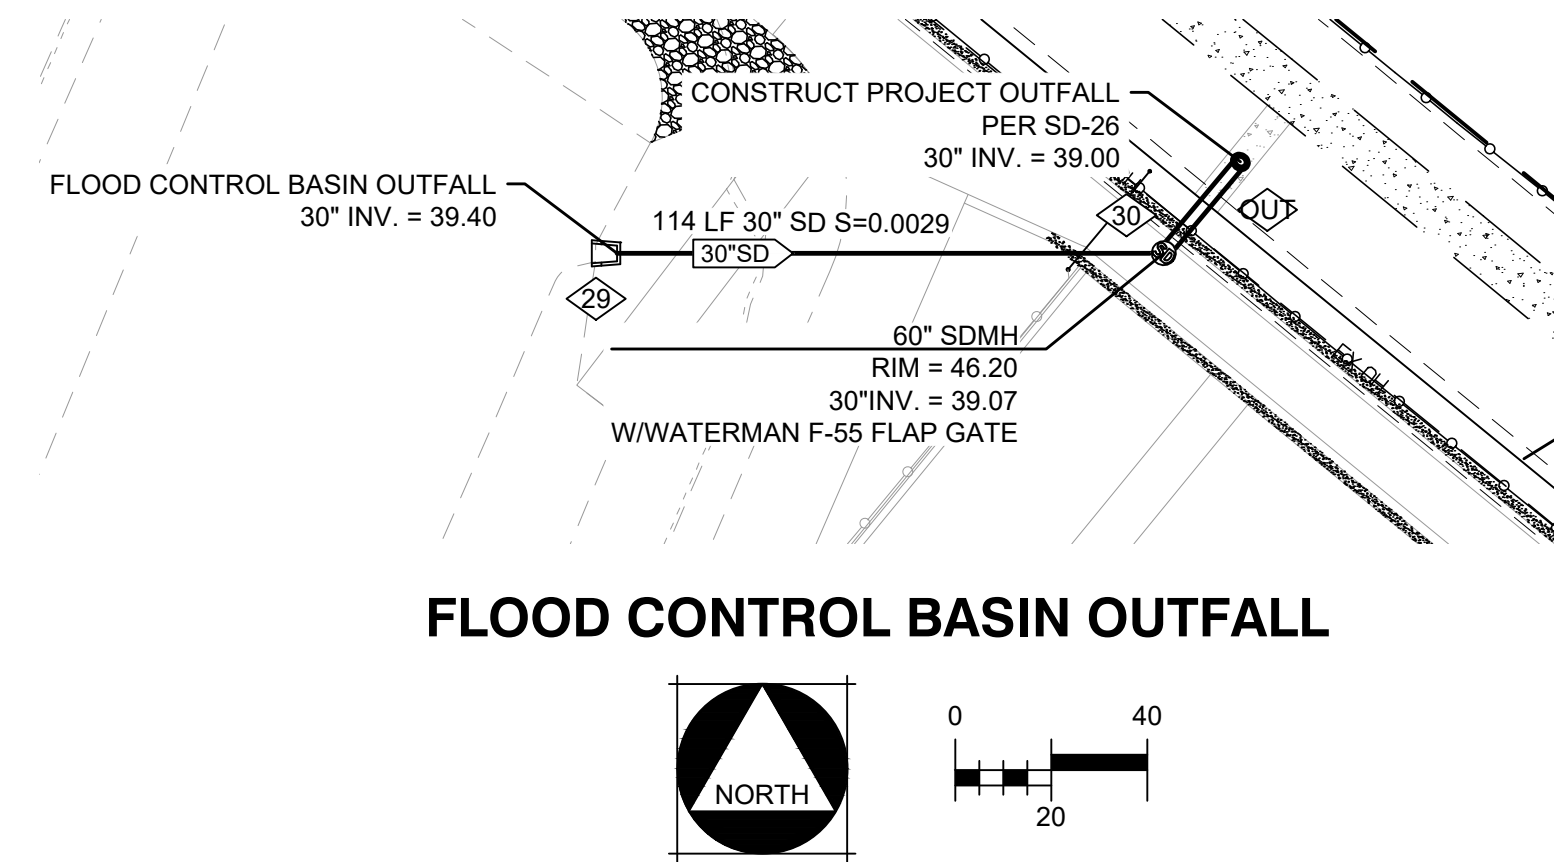 CONSTRUCT PROJECT OUTFALL
PER SD-26
30" INV. = 39.00
FLOOD CONTROL BASIN OUTFALL
30" INV. = 39.40
114 LF 30" SD S=0.0029
30"SD
30
OUT
SD
29
60" SDMH
RIM = 46.20
30"INV. = 39.07
W/WATERMAN F-55 FLAP GATE
FLOOD CONTROL BASIN OUTFALL
NORTH
0
40
20